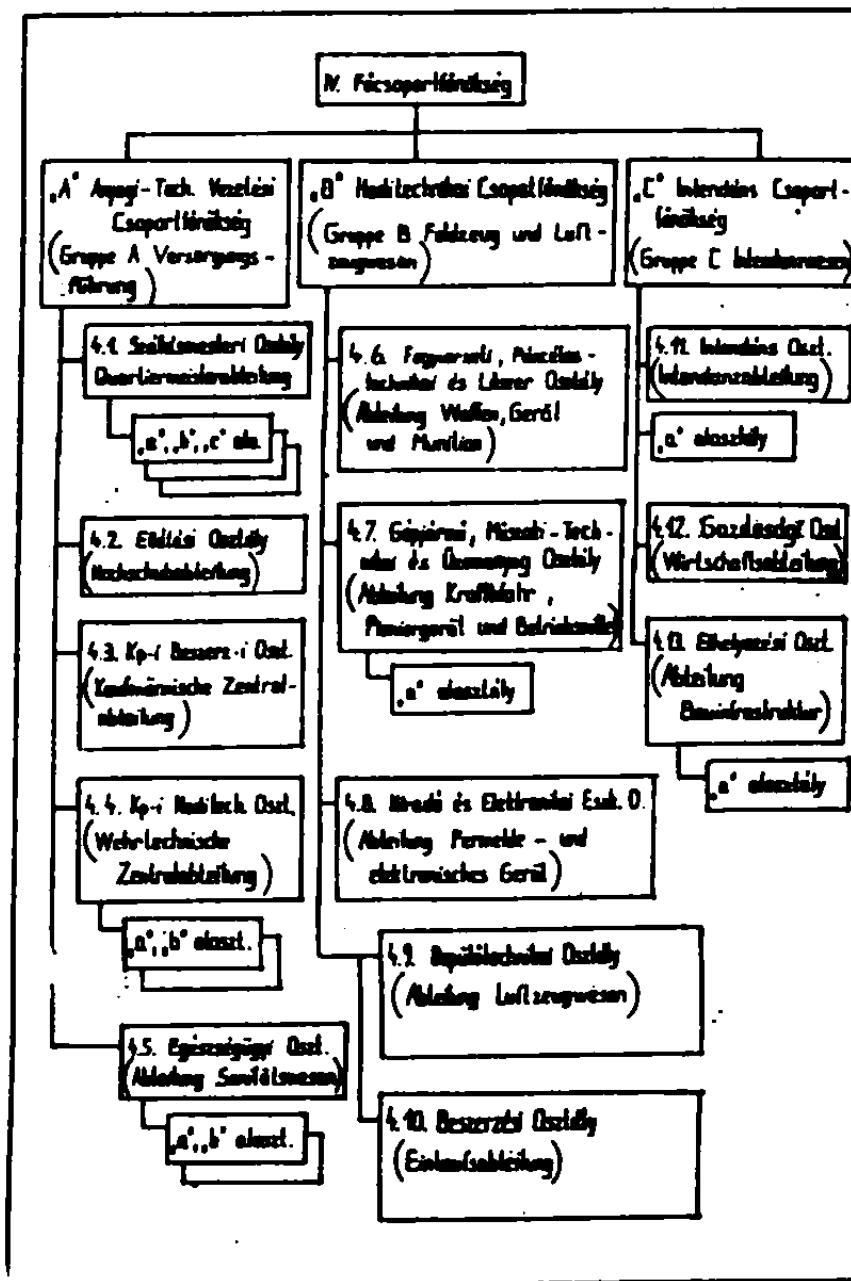 IV. Főcsoportfőnökség
„A" Anyagi-Tech. Vezetési
Csoportfőnökség
(Gruppe A Versorgungs-
führung)
4.1. Szállásmesteri Osztály
Quartiermeisterabteilung
„a", „b", „c" alo.
4.2. Ellátási Osztály
(Nachschubabteilung)
4.3. Kp-i Beszerz-i Oszt.
(Kaufmännische Zentral-
abteilung)
4.4. Kp-i Haditech. Oszt.
(Wehrtechnische
Zentralabteilung)
„a", „b" aloszt.
4.5. Egészségügyi Oszt.
(Abteilung Sanitätswesen)
„a", „b" aloszt.
„B" Haditechnikai Csoportfőnökség
(Gruppe B Feldzeug und Luft-
zeugwesen)
4.6. Fegyverzeti, Páncélos-
technikai és Lőszer Osztály
(Abteilung Waffen, Gerät
und Munition)
4.7. Gépjármű, Műszaki-Tech-
nikai és Üzemanyag Osztály
(Abteilung Kraftfahr,
Pioniergerät und Betriebsmittel)
„a" alosztály
4.8. Híradó és Elektronikai Eszk. O.
(Abteilung Fermelde- und
elektronisches Gerät)
4.9. Repülőtechnikai Osztály
(Abteilung Luftzeugwesen)
4.10. Beszerzési Osztály
(Einkaufsabteilung)
„C" Intendáns Csoport-
főnökség
(Gruppe C Intendanzwesen)
4.11. Intendáns Oszt.
(Intendanzabteilung)
„a" alosztály
4.12. Gazdasági Oszt.
(Wirtschaftsabteilung)
4.13. Elhelyezési Oszt.
(Abteilung
Bauinfrastruktur)
„a" alosztály